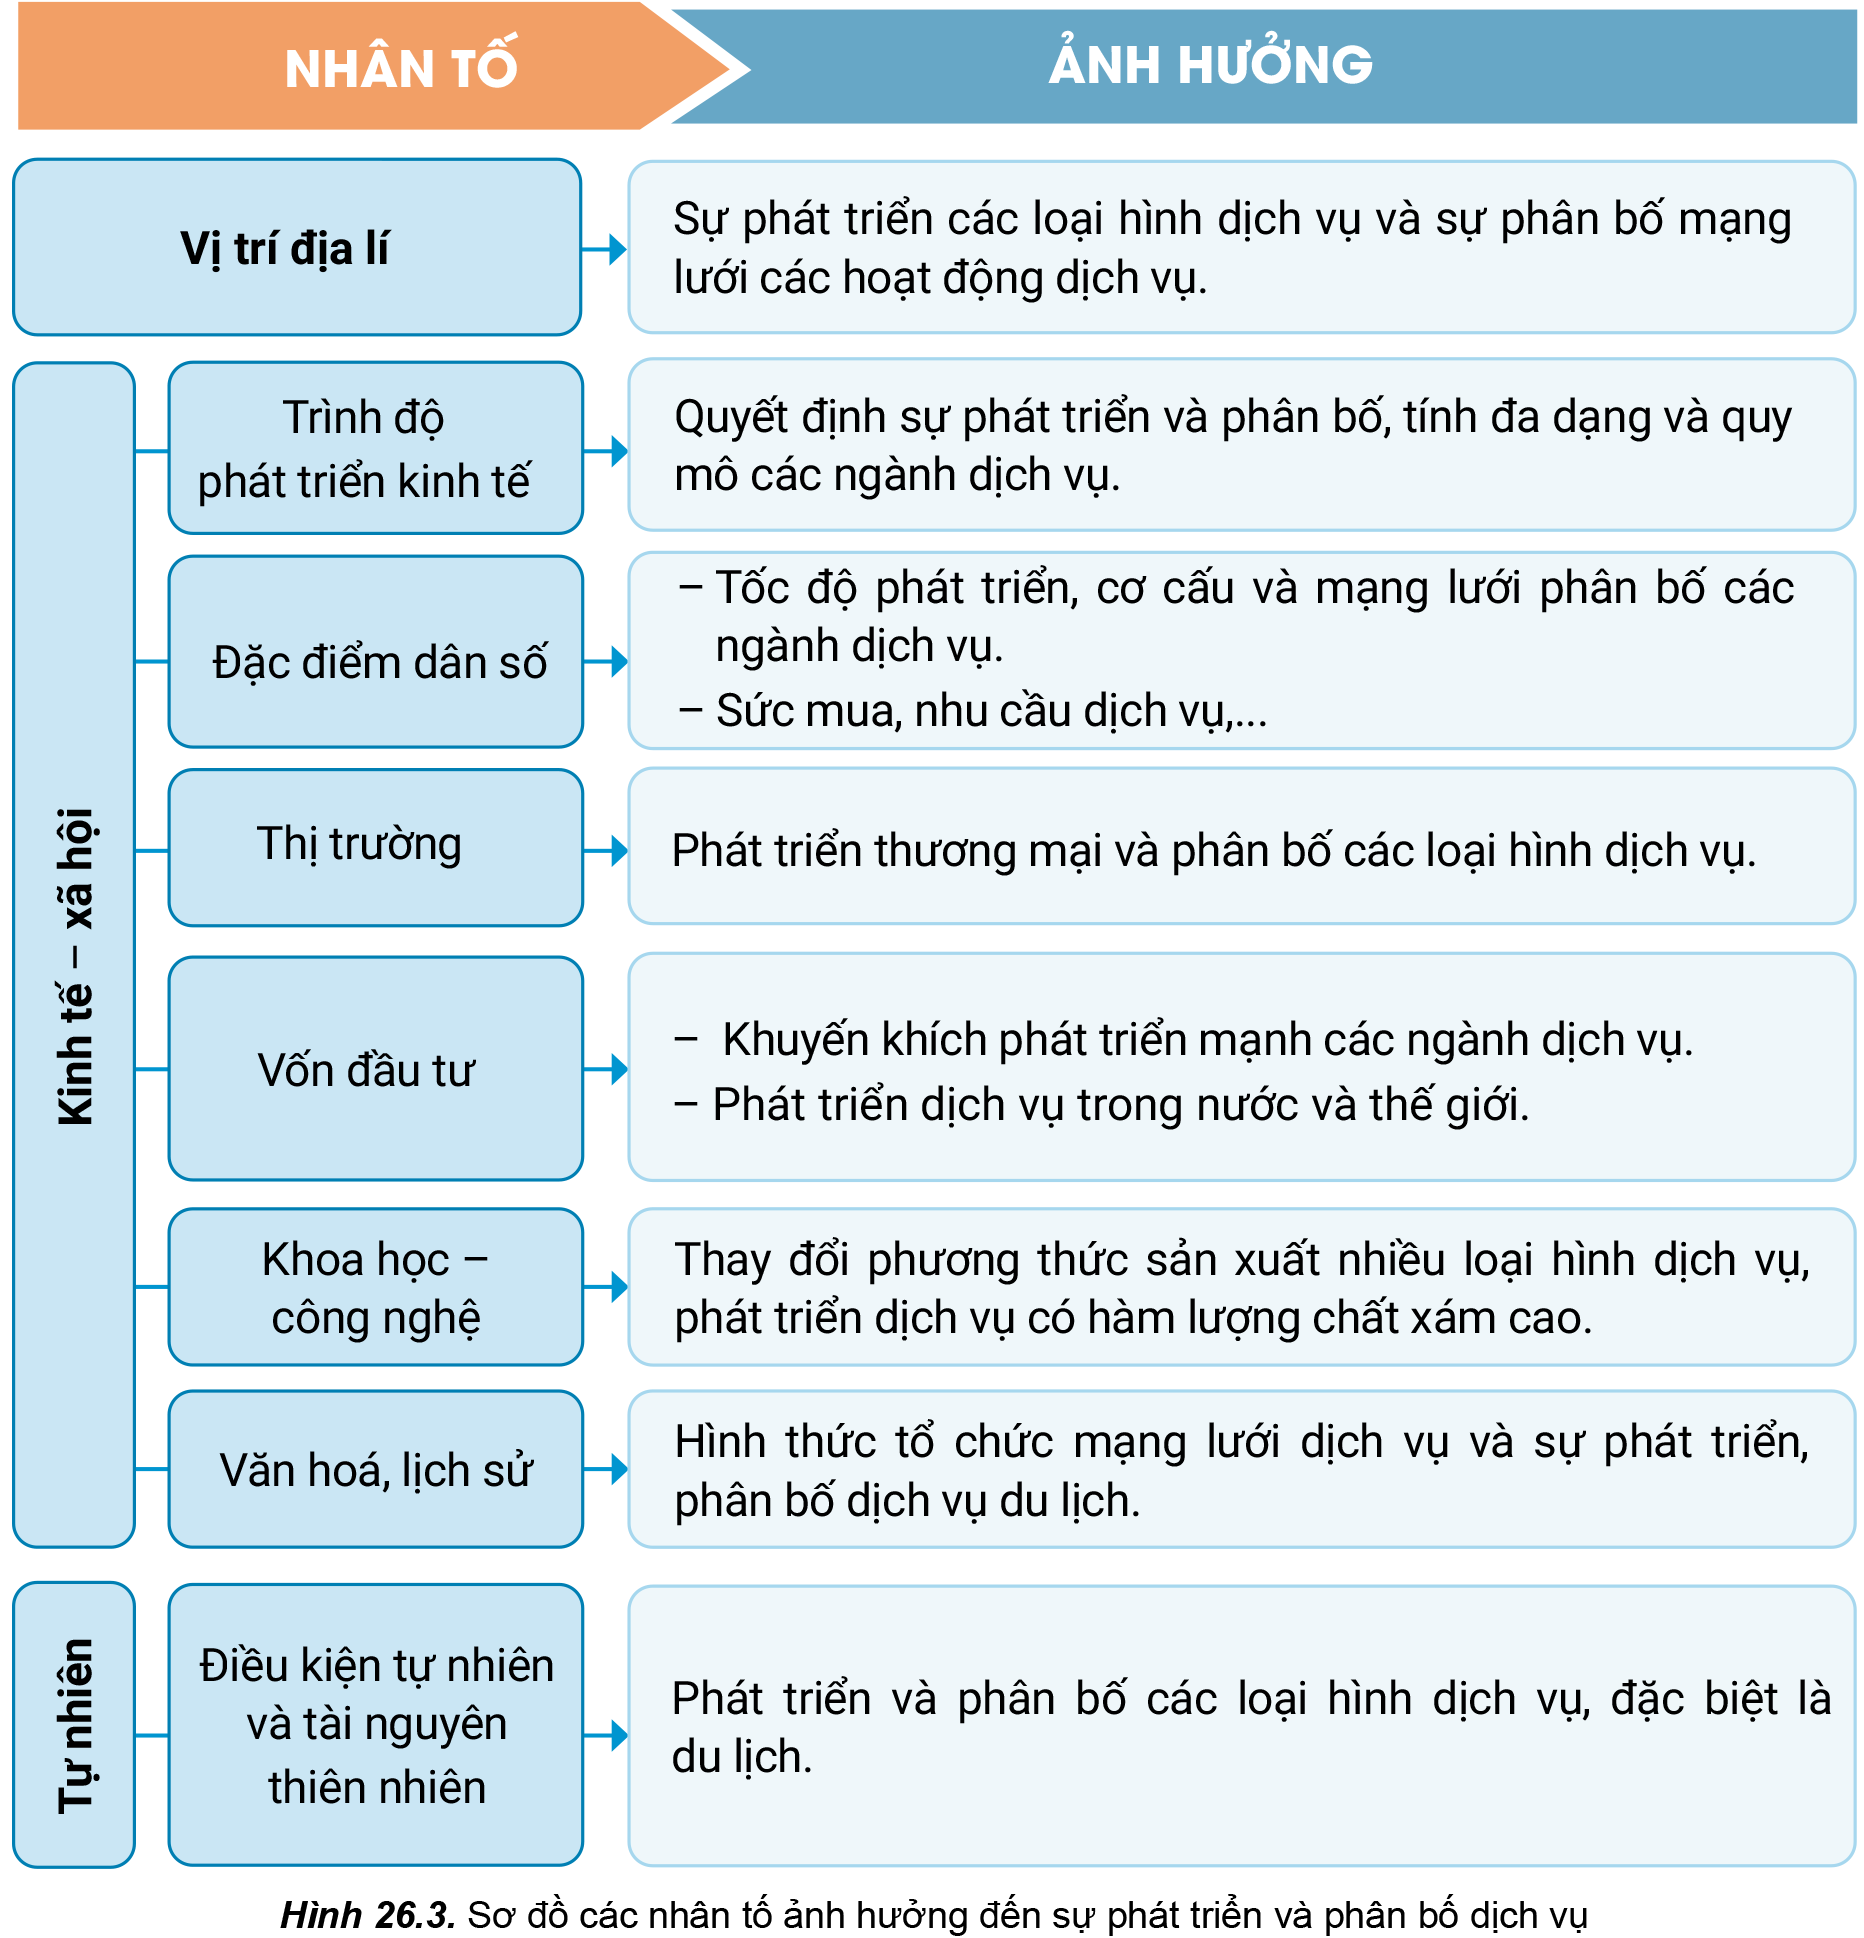 NHÂN TỐ
ẢNH HƯỞNG
Vị trí địa lí
Sự phát triển các loại hình dịch vụ và sự phân bố mạng
lưới các hoạt động dịch vụ.
Kinh tế – xã hội
Trình độ
phát triển kinh tế
Quyết định sự phát triển và phân bố, tính đa dạng và quy
mô các ngành dịch vụ.
Đặc điểm dân số
– Tốc độ phát triển, cơ cấu và mạng lưới phân bố các
ngành dịch vụ.
– Sức mua, nhu cầu dịch vụ,...
Thị trường
Phát triển thương mại và phân bố các loại hình dịch vụ.
Vốn đầu tư
– Khuyến khích phát triển mạnh các ngành dịch vụ.
– Phát triển dịch vụ trong nước và thế giới.
Khoa học –
công nghệ
Thay đổi phương thức sản xuất nhiều loại hình dịch vụ,
phát triển dịch vụ có hàm lượng chất xám cao.
Văn hoá, lịch sử
Hình thức tổ chức mạng lưới dịch vụ và sự phát triển,
phân bố dịch vụ du lịch.
Tự nhiên
Điều kiện tự nhiên
và tài nguyên
thiên nhiên
Phát triển và phân bố các loại hình dịch vụ, đặc biệt là
du lịch.
Hình 26.3. Sơ đồ các nhân tố ảnh hưởng đến sự phát triển và phân bố dịch vụ